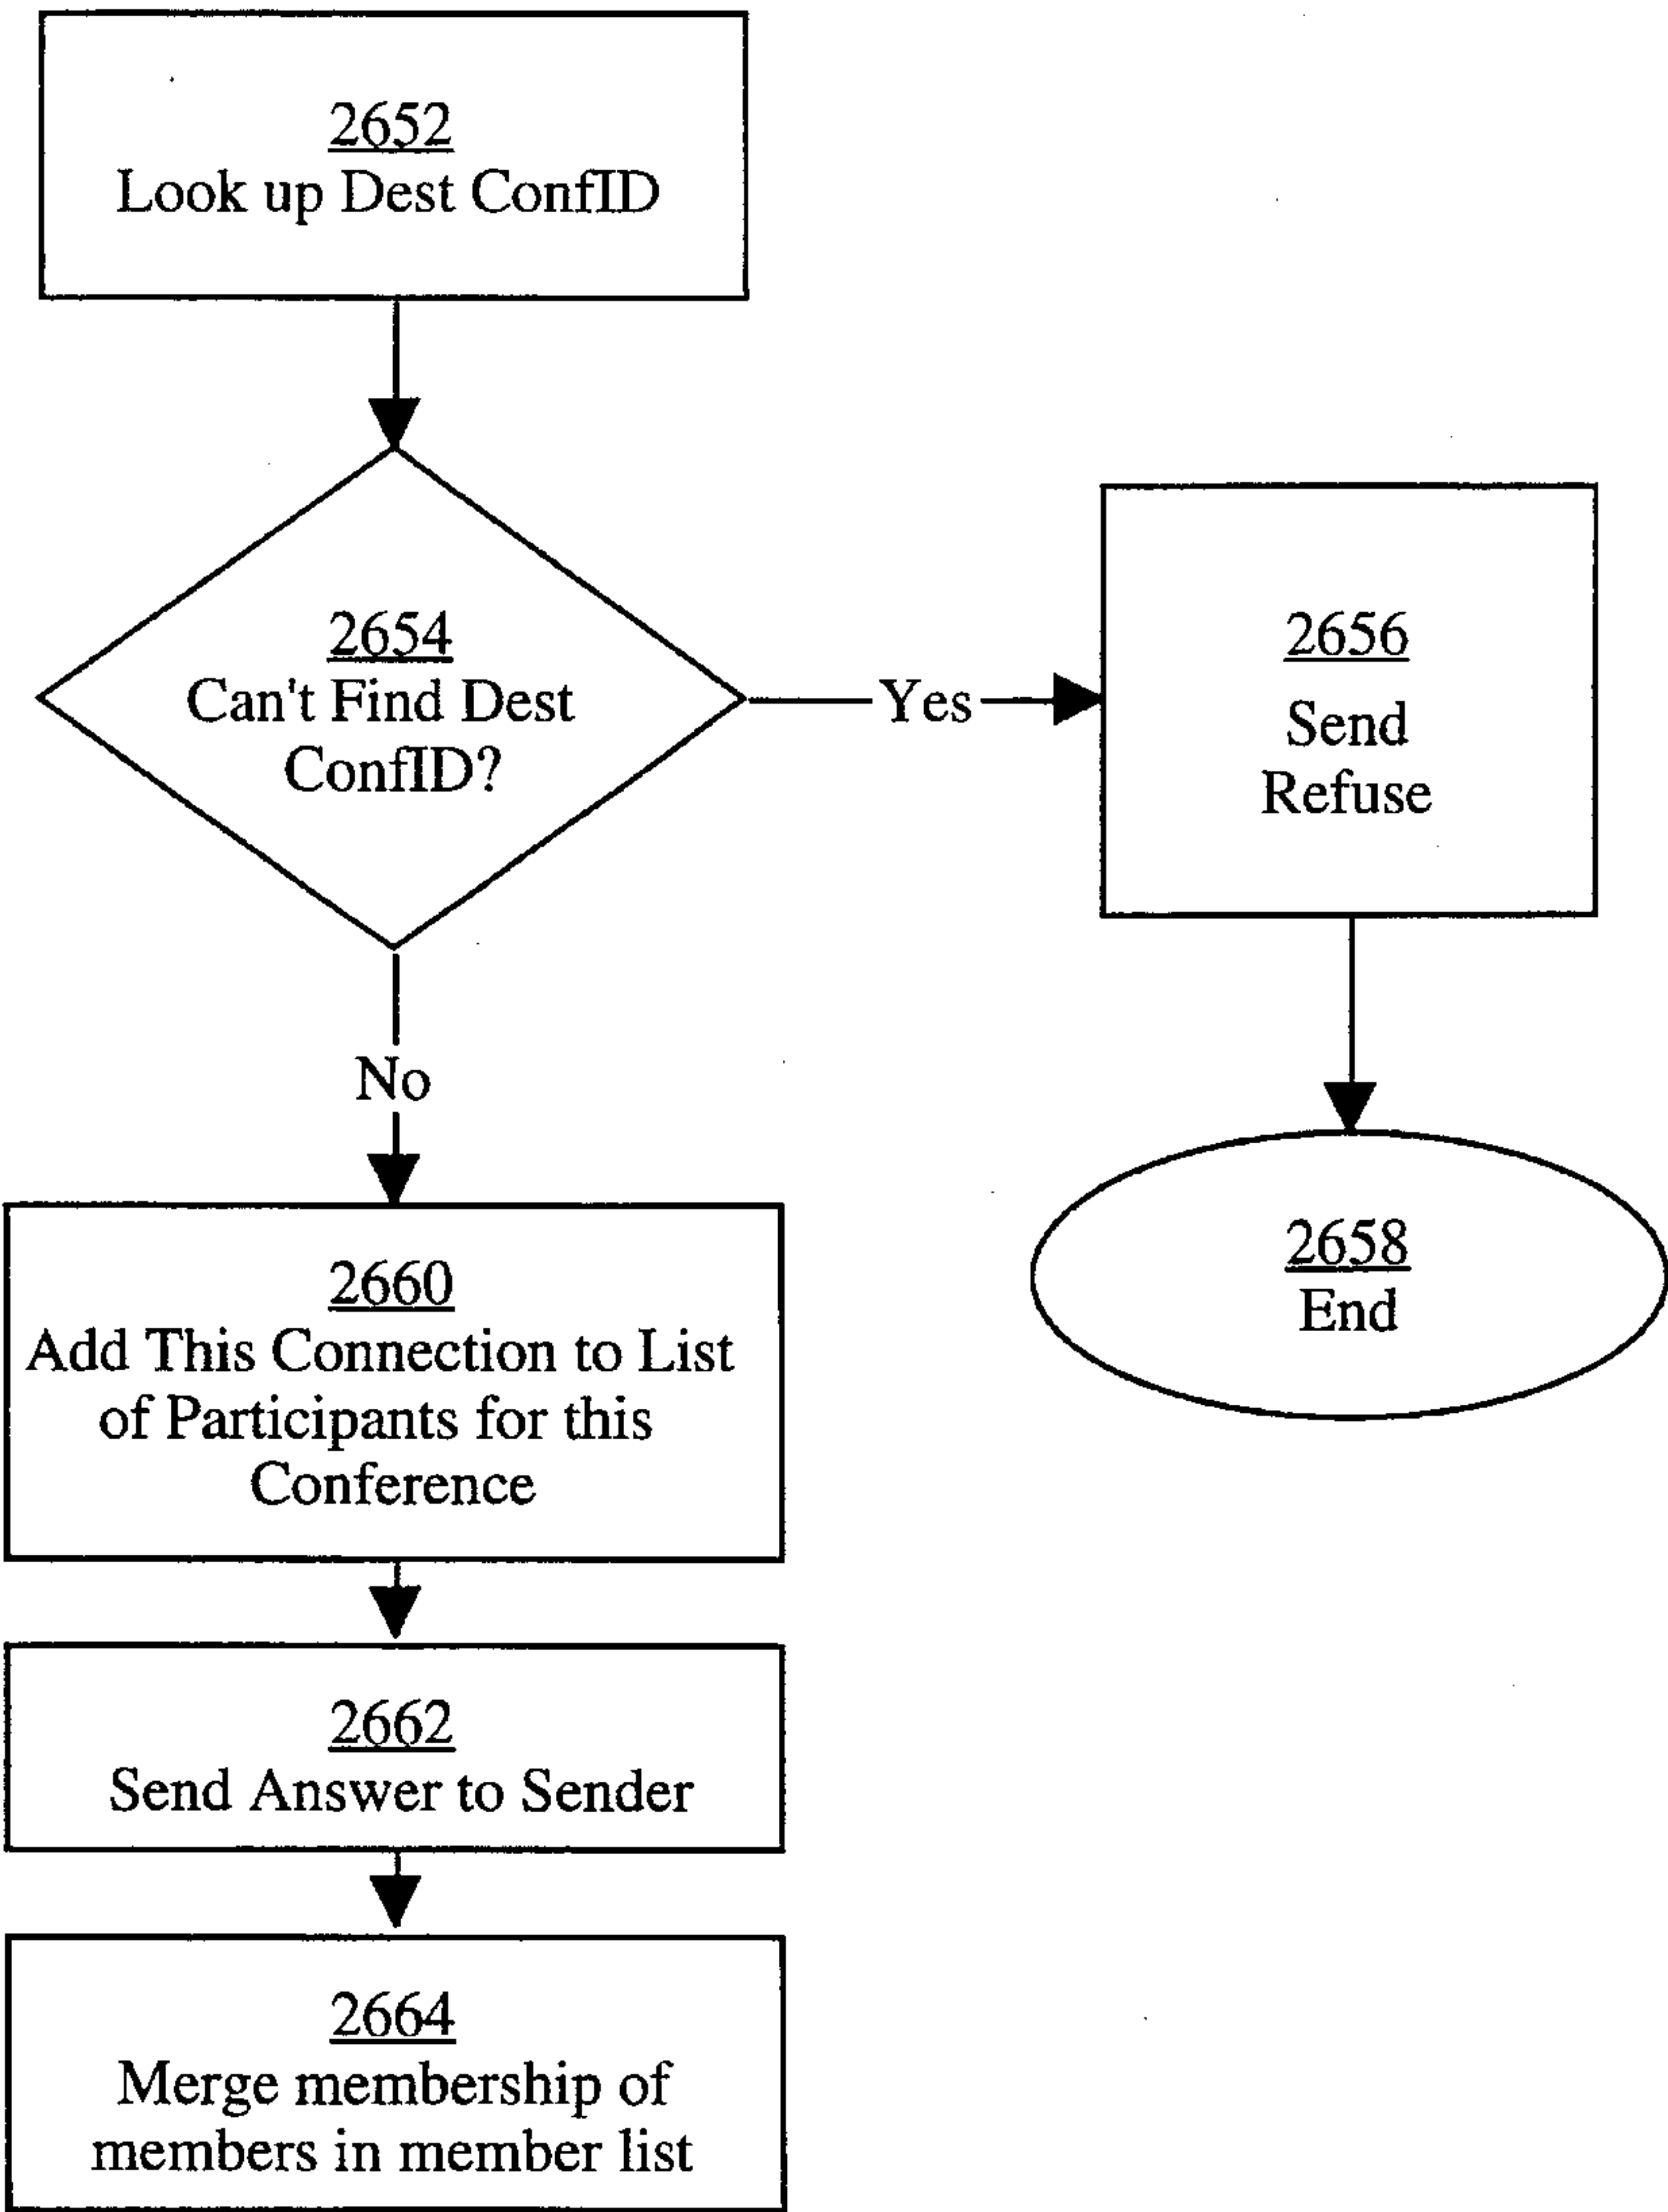 2652
Look up Dest ConfID
2654
Can't Find Dest
ConfID?
Yes
2656
Send
Refuse
2658
End
No
2660
Add This Connection to List
of Participants for this
Conference
2662
Send Answer to Sender
2664
Merge membership of
members in member list